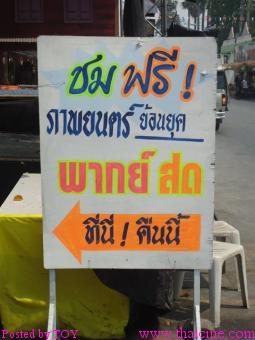 ชมฟรี!
ภาพยนตร์ ย้อนยุค
พากย์ สด
ที่นี่! คืนนี้
Posted by TOY
www.thaicine.com